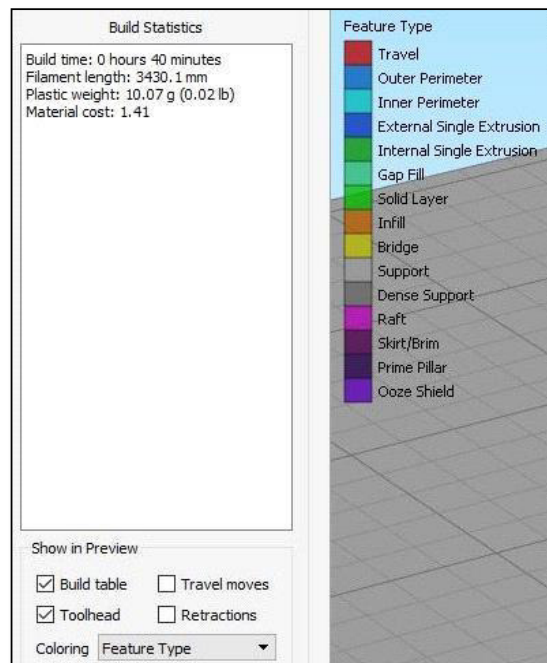 Build Statistics
Build time: 0 hours 40 minutes
Filament length: 3430.1 mm
Plastic weight: 10.07 g (0.02 lb)
Material cost: 1.41
Show in Preview
Build table
Travel moves
Toolhead
Retractions
Coloring Feature Type
Feature Type
Travel
Outer Perimeter
Inner Perimeter
External Single Extrusion
Internal Single Extrusion
Gap Fill
Solid Layer
Infill
Bridge
Support
Dense Support
Raft
Skirt/Brim
Prime Pillar
Ooze Shield